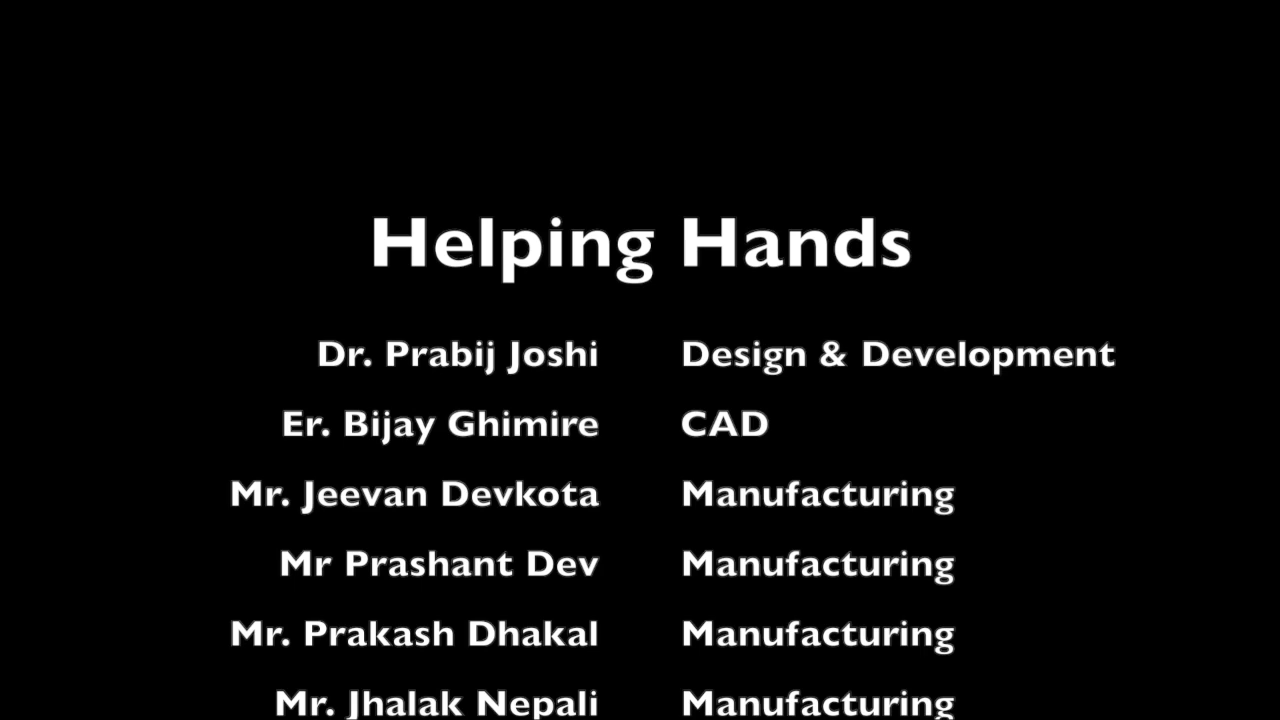 Helping Hands
Dr. Prabij Joshi Design & Development
Er. Bijay Ghimire CAD
Mr. Jeevan Devkota Manufacturing
Mr Prashant Dev Manufacturing
Mr. Prakash Dhakal Manufacturing
Mr. Jhalak Nepali Manufacturing